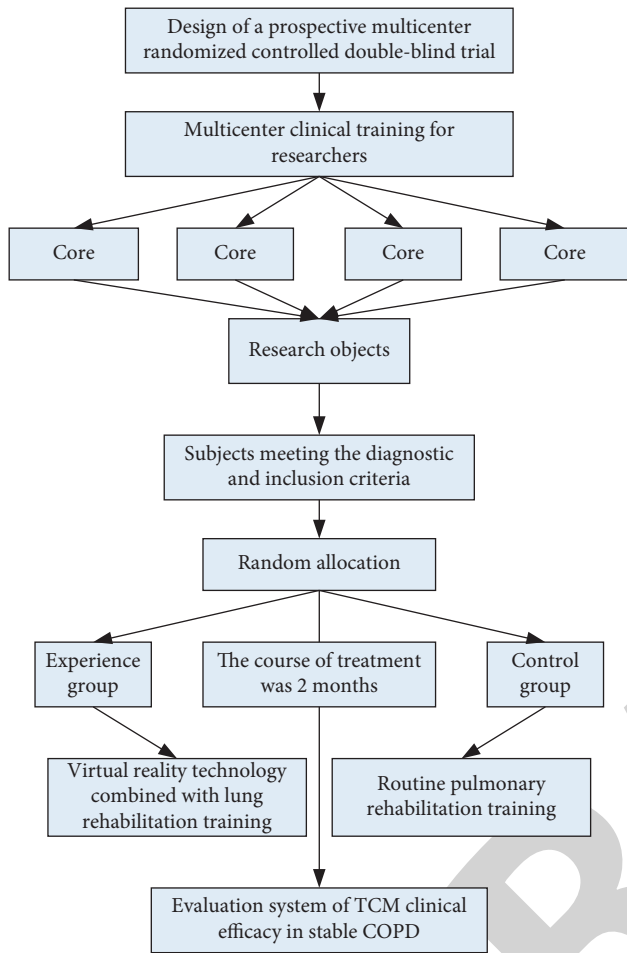 Design of a prospective multicenter
randomized controlled double-blind trial
Multicenter clinical training for
researchers
Core
Core
Core
Core
Research objects
Subjects meeting the diagnostic
and inclusion criteria
Random allocation
Experience
group
The course of treatment
was 2 months
Control
group
Virtual reality technology
combined with lung
rehabilitation training
Routine pulmonary
rehabilitation training
Evaluation system of TCM clinical
efficacy in stable COPD